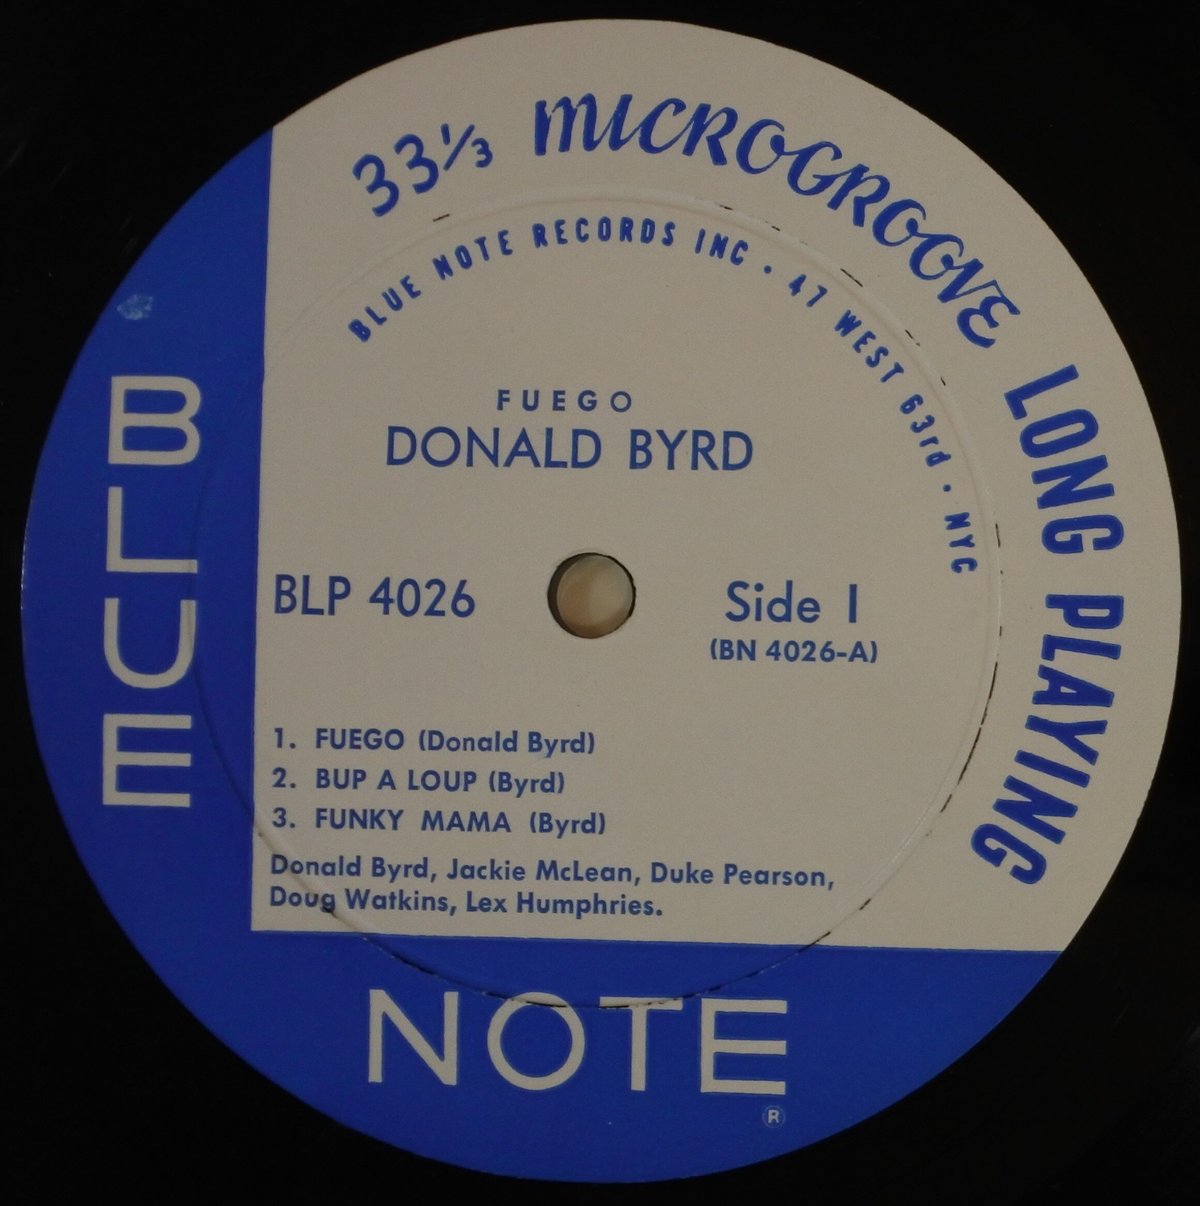 33⅓ MICROGROOVE LONG PLAYING
BLUE NOTE RECORDS INC • 47 WEST 63rd • NYC
FUEGO
DONALD BYRD
BLP 4026
Side 1
(BN 4026-A)
1. FUEGO (Donald Byrd)
2. BUP A LOUP (Byrd)
3. FUNKY MAMA (Byrd)
Donald Byrd, Jackie McLean, Duke Pearson,
Doug Watkins, Lex Humphries.
BLUE
NOTE
®